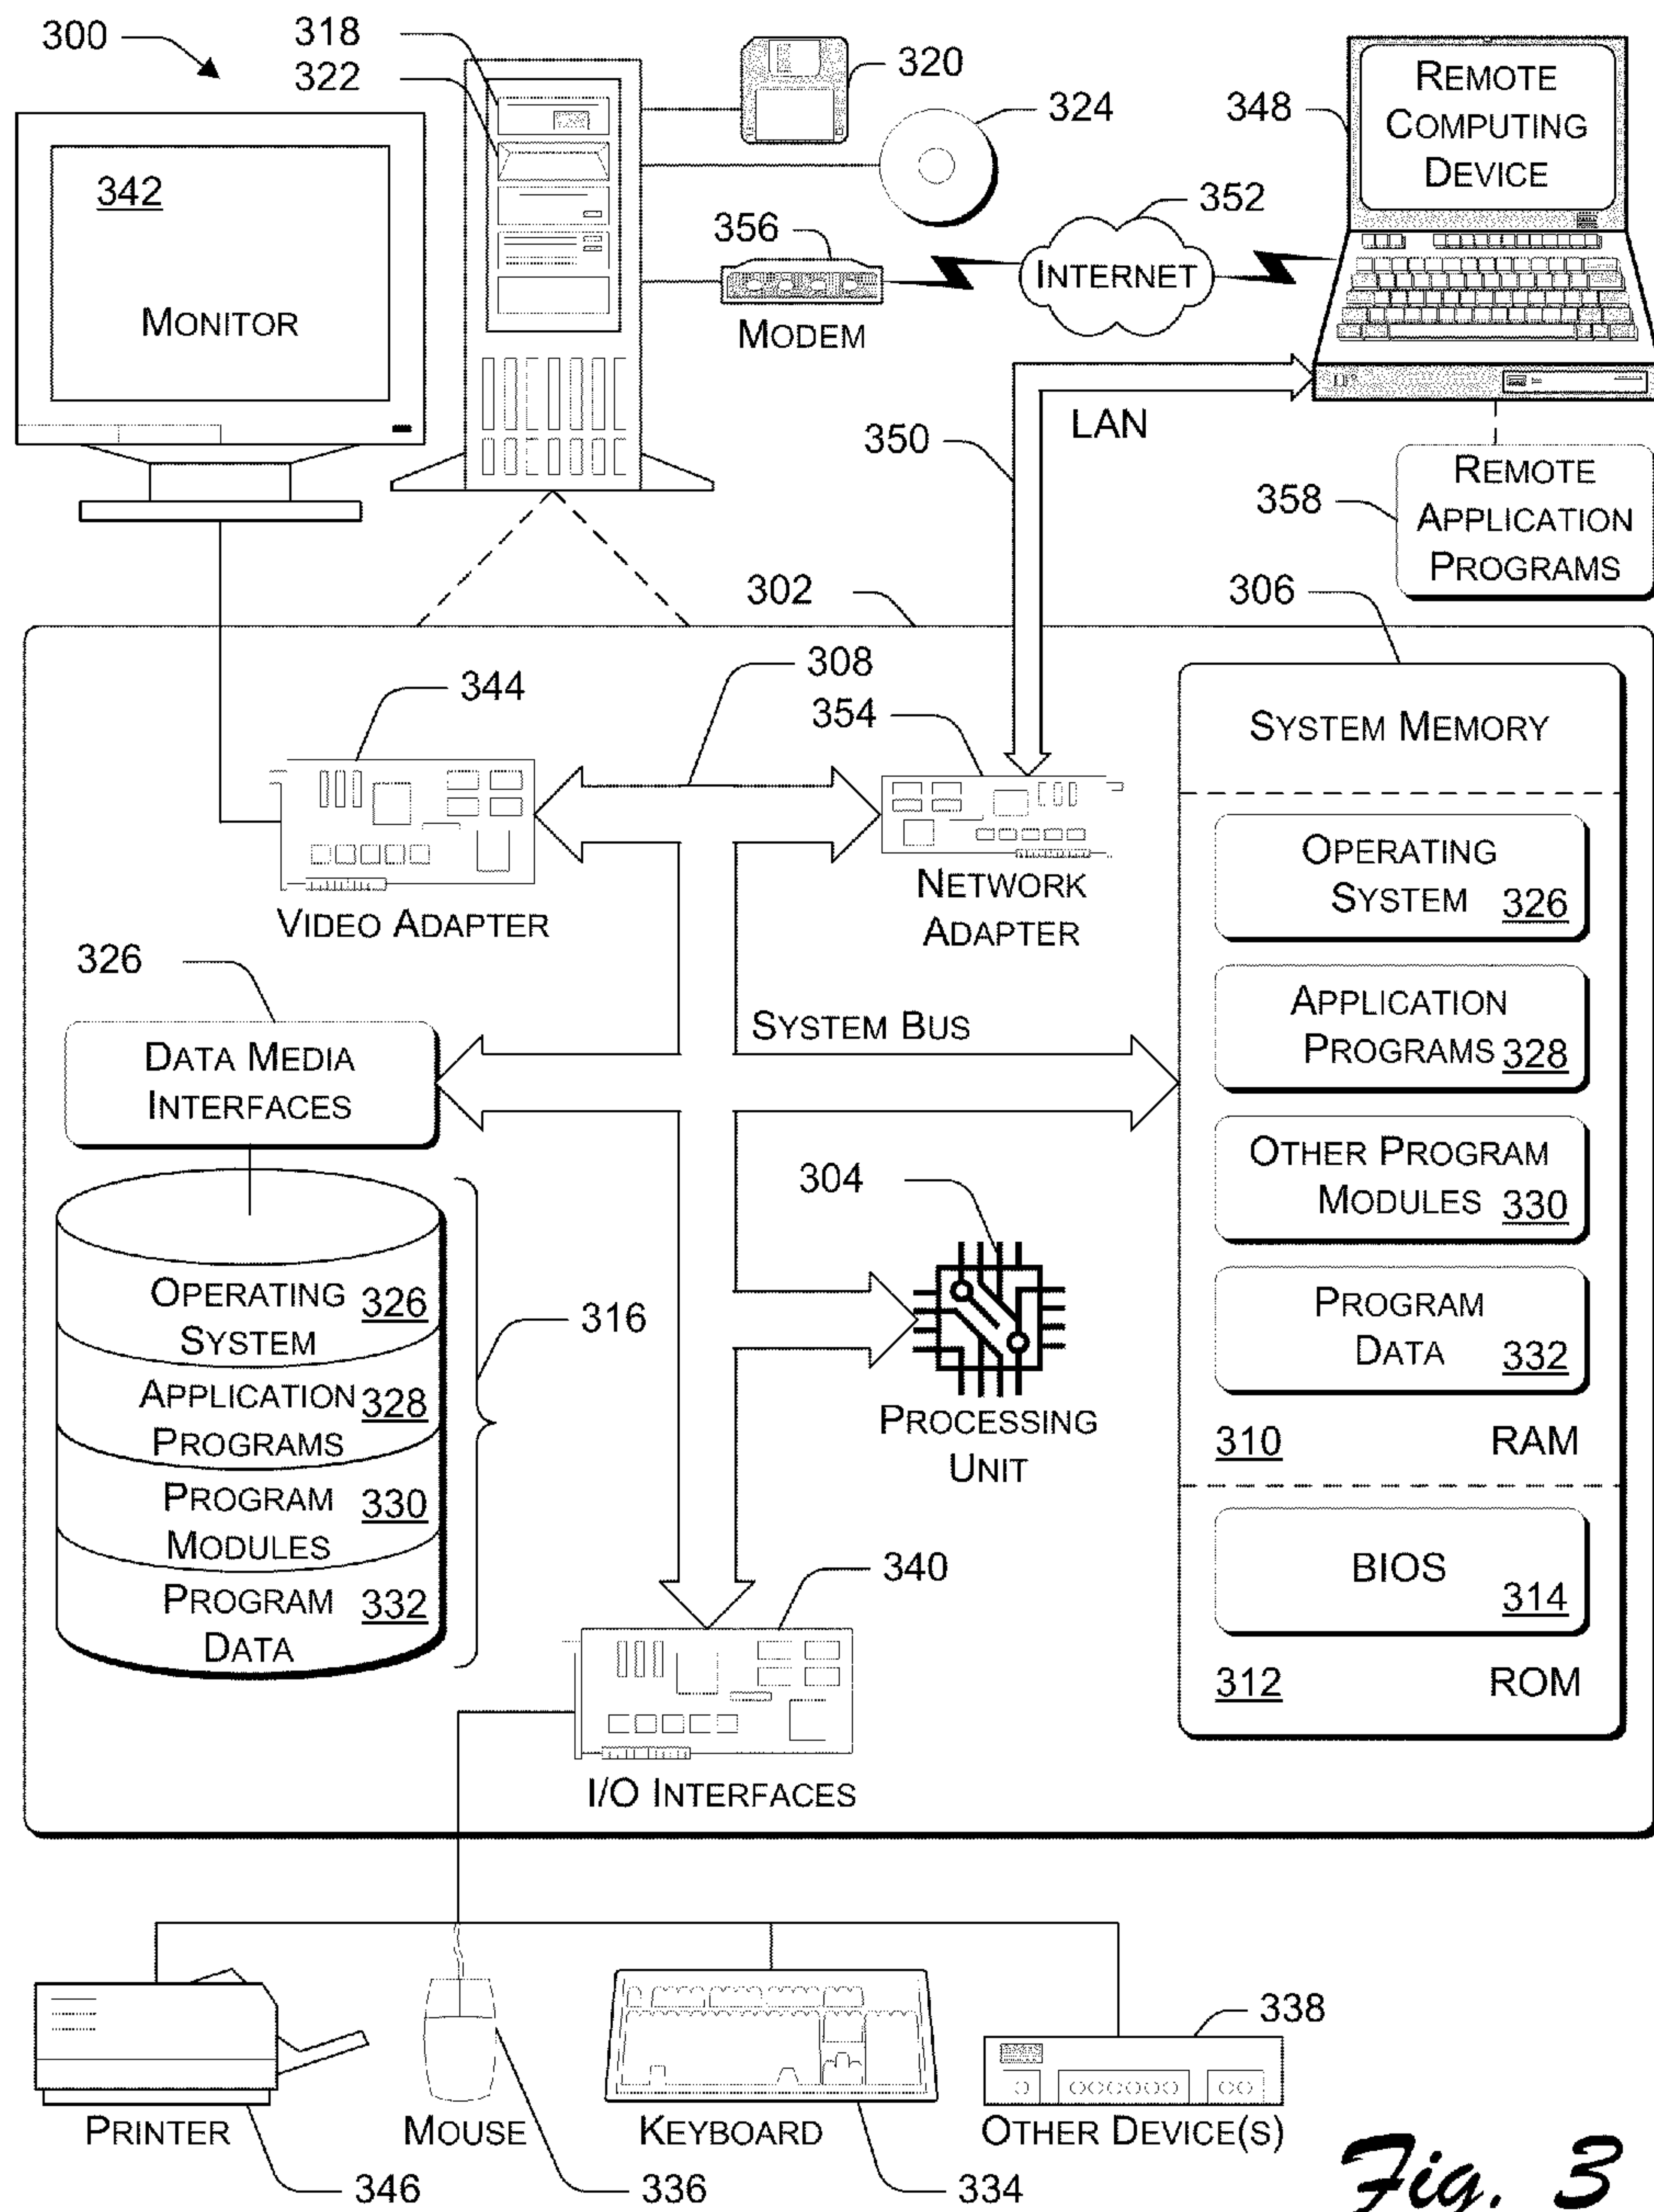 300
318
322
320
324
348
REMOTE
COMPUTING
DEVICE
342
MONITOR
356
MODEM
352
INTERNET
350
LAN
358
REMOTE
APPLICATION
PROGRAMS
302
306
308
344
354
VIDEO ADAPTER
NETWORK
ADAPTER
SYSTEM MEMORY
OPERATING
SYSTEM 326
APPLICATION
PROGRAMS 328
OTHER PROGRAM
MODULES 330
PROGRAM
DATA 332
310 RAM
BIOS
314
312 ROM
326
DATA MEDIA
INTERFACES
SYSTEM BUS
304
PROCESSING
UNIT
OPERATING 326
SYSTEM
APPLICATION 328
PROGRAMS
PROGRAM 330
MODULES
PROGRAM 332
DATA
316
340
I/O INTERFACES
PRINTER
346
MOUSE
336
KEYBOARD
334
338
OTHER DEVICE(S)
Fig. 3